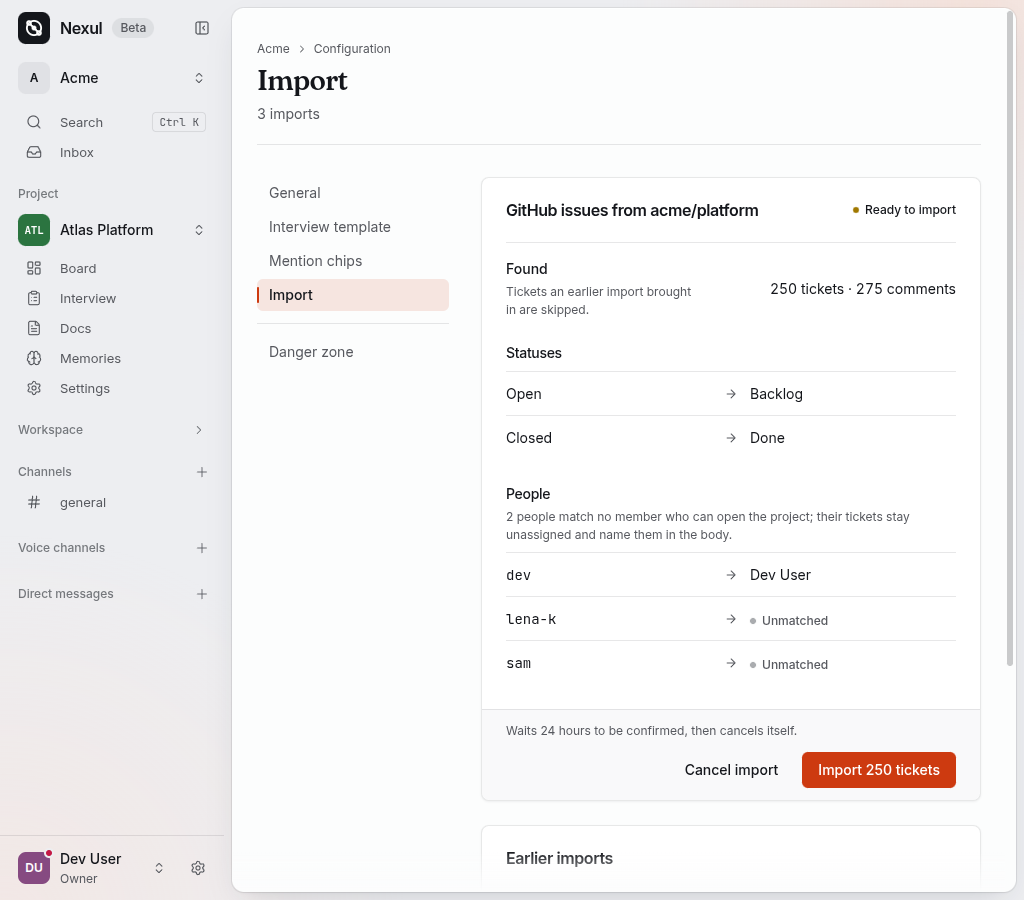 Nexul Beta
A Acme
Search Ctrl K
Inbox
Project
ATL Atlas Platform
Board
Interview
Docs
Memories
Settings
Workspace
Channels
# general
Voice channels
Direct messages
DU Dev User
Owner
Acme > Configuration
Import
3 imports
General
Interview template
Mention chips
Import
Danger zone
GitHub issues from acme/platform
Ready to import
Found
Tickets an earlier import brought
in are skipped.
250 tickets · 275 comments
Statuses
Open → Backlog
Closed → Done
People
2 people match no member who can open the project; their tickets stay
unassigned and name them in the body.
dev → Dev User
lena-k → Unmatched
sam → Unmatched
Waits 24 hours to be confirmed, then cancels itself.
Cancel import
Import 250 tickets
Earlier imports